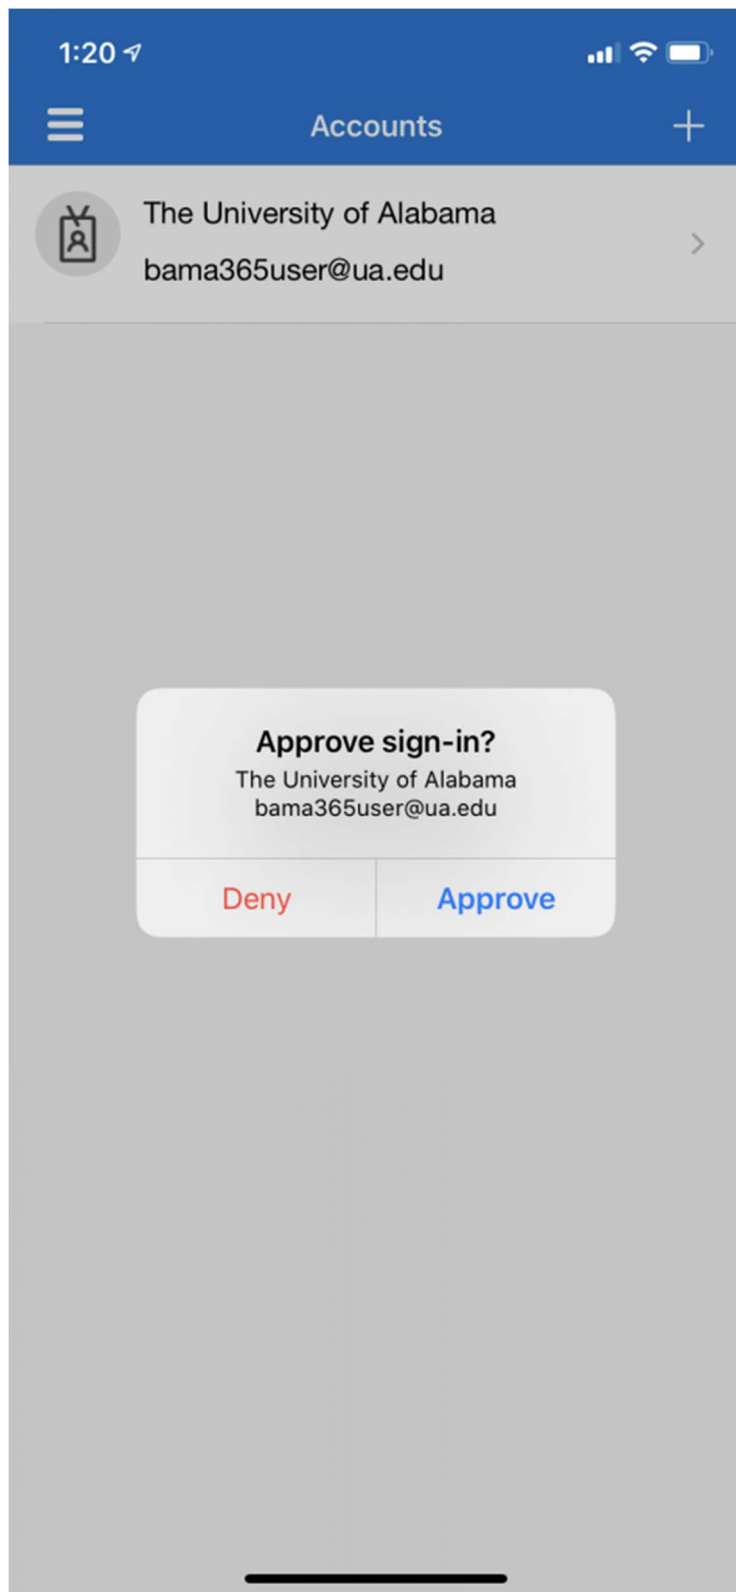 1:20
Accounts
The University of Alabama
bama365user@ua.edu
Approve sign-in?
The University of Alabama
bama365user@ua.edu
Deny
Approve